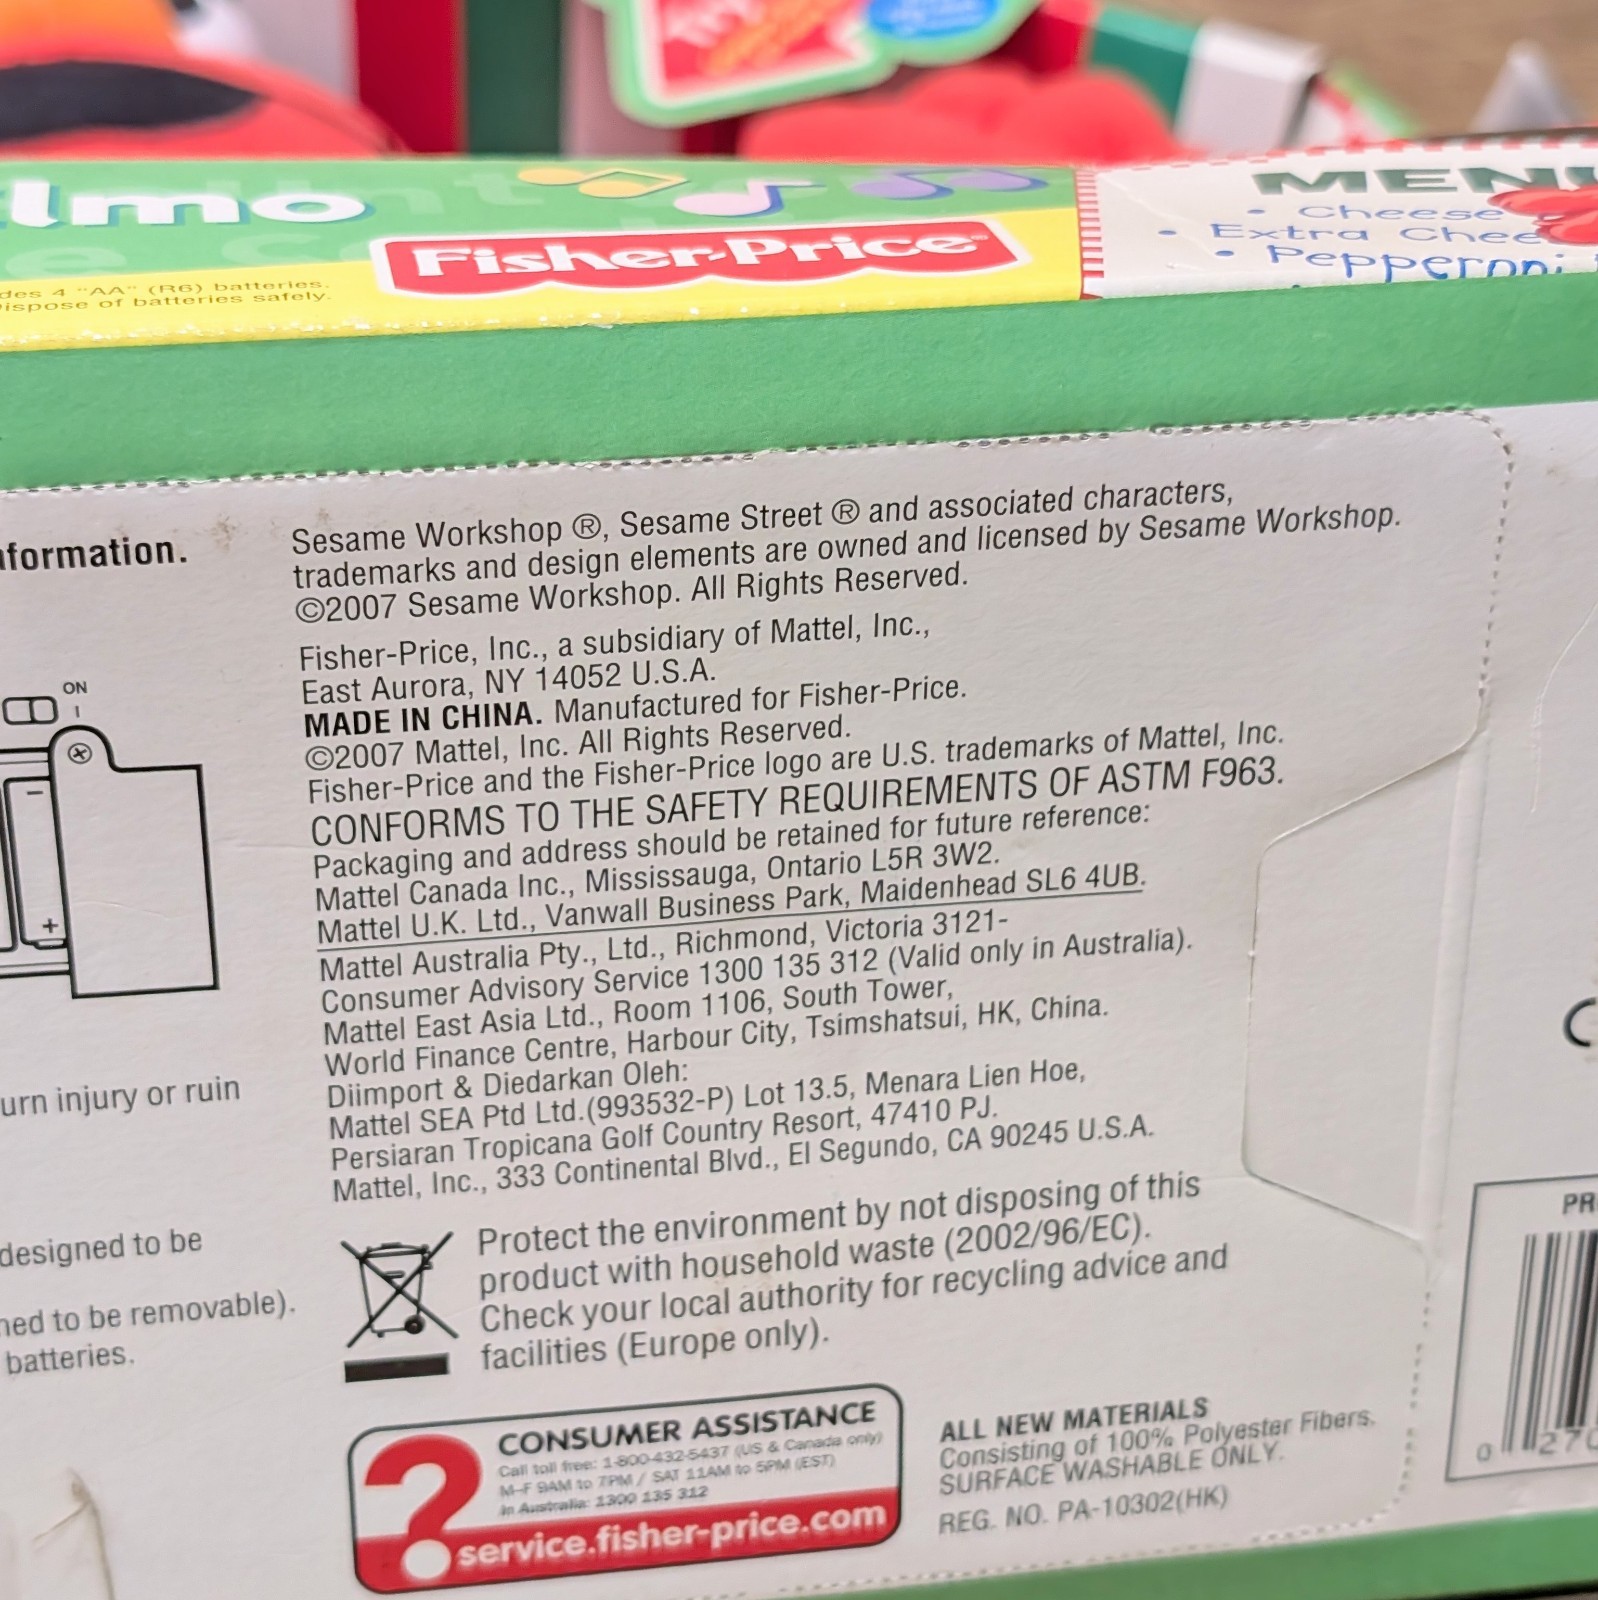 lmo
Fisher-Price
des 4 "AA" (R6) batteries.
ispose of batteries safely.
MENU
• Cheese
• Extra Chee
• Pepperoni
nformation.
ON
I
−
+
urn injury or ruin
designed to be
ned to be removable).
batteries.
Sesame Workshop ®, Sesame Street ® and associated characters,
trademarks and design elements are owned and licensed by Sesame Workshop.
©2007 Sesame Workshop. All Rights Reserved.
Fisher-Price, Inc., a subsidiary of Mattel, Inc.,
East Aurora, NY 14052 U.S.A.
MADE IN CHINA. Manufactured for Fisher-Price.
©2007 Mattel, Inc. All Rights Reserved.
Fisher-Price and the Fisher-Price logo are U.S. trademarks of Mattel, Inc.
CONFORMS TO THE SAFETY REQUIREMENTS OF ASTM F963.
Packaging and address should be retained for future reference:
Mattel Canada Inc., Mississauga, Ontario L5R 3W2.
Mattel U.K. Ltd., Vanwall Business Park, Maidenhead SL6 4UB.
Mattel Australia Pty., Ltd., Richmond, Victoria 3121-
Consumer Advisory Service 1300 135 312 (Valid only in Australia).
Mattel East Asia Ltd., Room 1106, South Tower,
World Finance Centre, Harbour City, Tsimshatsui, HK, China.
Diimport & Diedarkan Oleh:
Mattel SEA Ptd Ltd.(993532-P) Lot 13.5, Menara Lien Hoe,
Persiaran Tropicana Golf Country Resort, 47410 PJ.
Mattel, Inc., 333 Continental Blvd., El Segundo, CA 90245 U.S.A.
Protect the environment by not disposing of this
product with household waste (2002/96/EC).
Check your local authority for recycling advice and
facilities (Europe only).
?
CONSUMER ASSISTANCE
Call toll free: 1-800-432-5437 (US & Canada only)
M–F 9AM to 7PM / SAT 11AM to 5PM (EST)
In Australia: 1300 135 312
service.fisher-price.com
ALL NEW MATERIALS
Consisting of 100% Polyester Fibers.
SURFACE WASHABLE ONLY.
REG. NO. PA-10302(HK)
PR
0 270